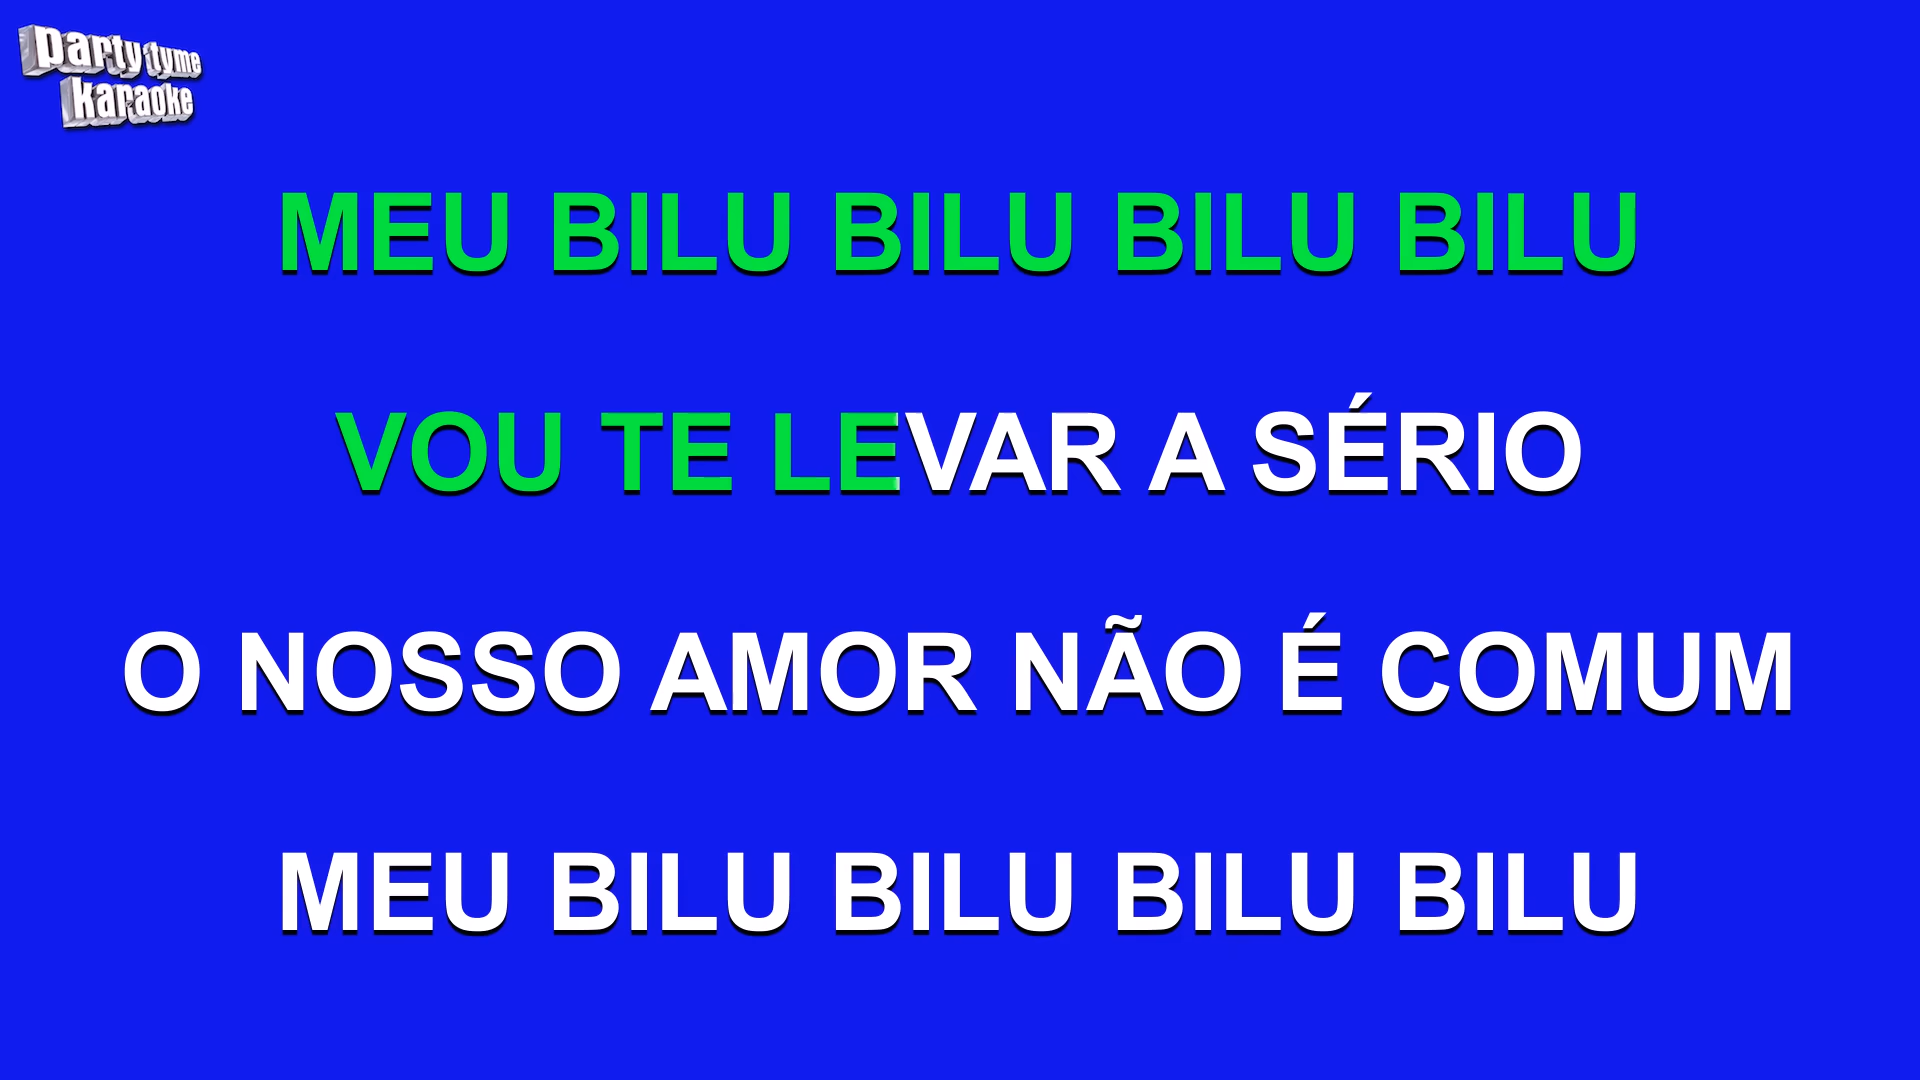 party tyme
karaoke
MEU BILU BILU BILU BILU
VOU TE LEVAR A SÉRIO
O NOSSO AMOR NÃO É COMUM
MEU BILU BILU BILU BILU